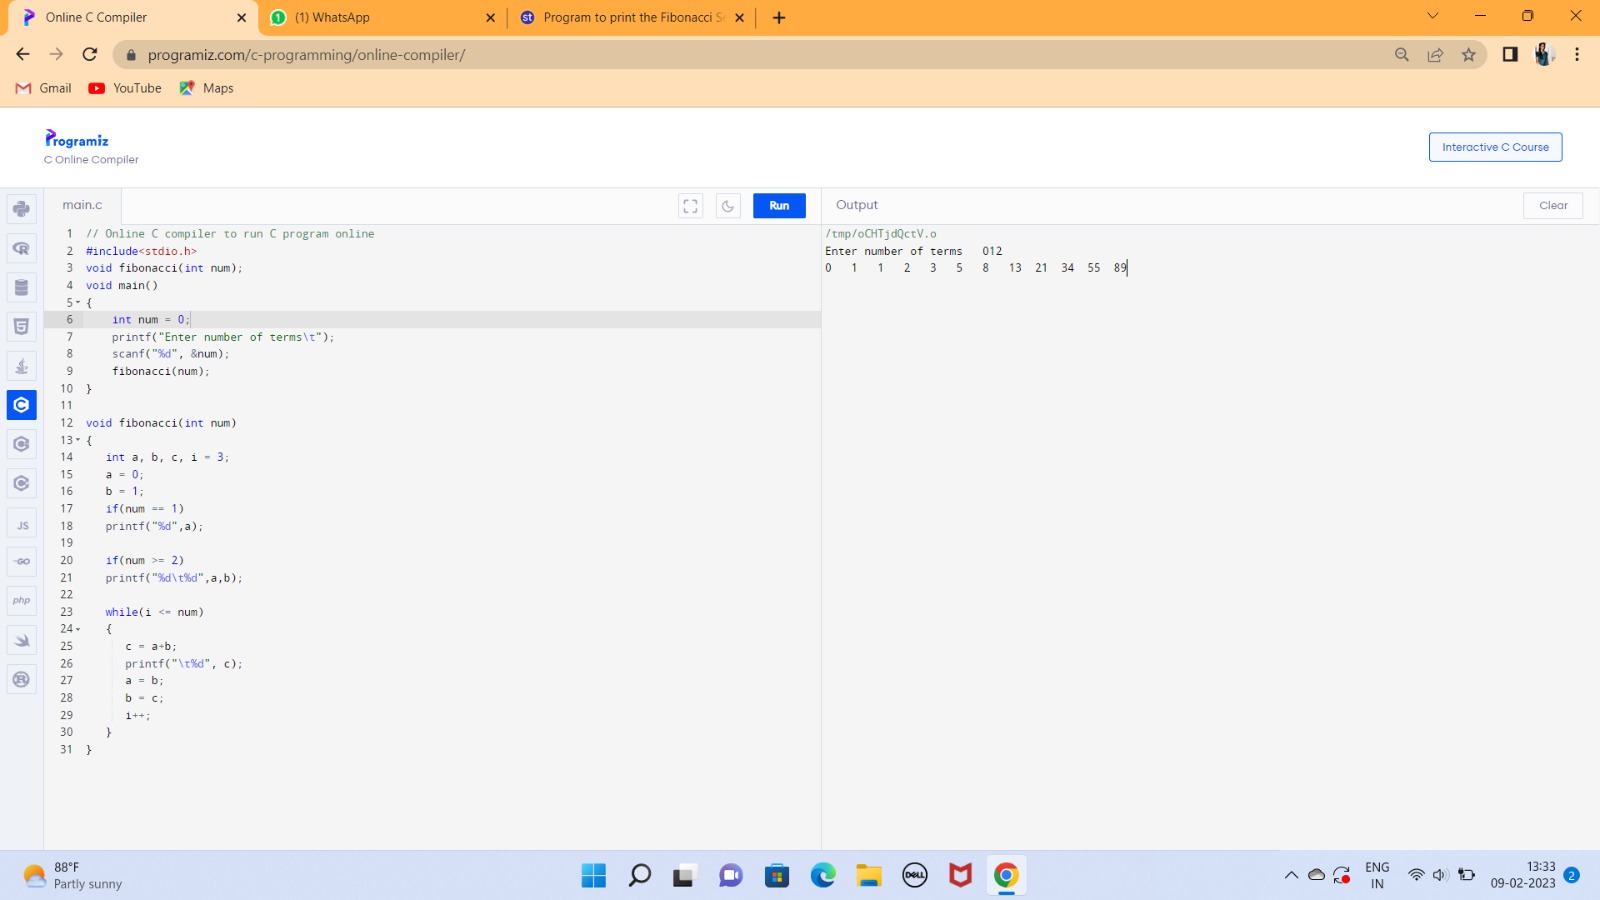 Online C Compiler
(1) WhatsApp
Program to print the Fibonacci Se
programiz.com/c-programming/online-compiler/
Gmail
YouTube
Maps
Programiz
C Online Compiler
Interactive C Course
main.c
Run
Output
Clear
1 // Online C compiler to run C program online
2 #include<stdio.h>
3 void fibonacci(int num);
4 void main()
5 {
6 int num = 0;
7 printf("Enter number of terms\t");
8 scanf("%d", &num);
9 fibonacci(num);
10 }
11
12 void fibonacci(int num)
13 {
14 int a, b, c, i = 3;
15 a = 0;
16 b = 1;
17 if(num == 1)
18 printf("%d",a);
19
20 if(num >= 2)
21 printf("%d\t%d",a,b);
22
23 while(i <= num)
24 {
25 c = a+b;
26 printf("\t%d", c);
27 a = b;
28 b = c;
29 i++;
30 }
31 }
/tmp/oCHTjdQctV.o
Enter number of terms 012
0 1 1 2 3 5 8 13 21 34 55 89
JS
GO
php
88°F
Partly sunny
DELL
ENG
IN
13:33
09-02-2023
2